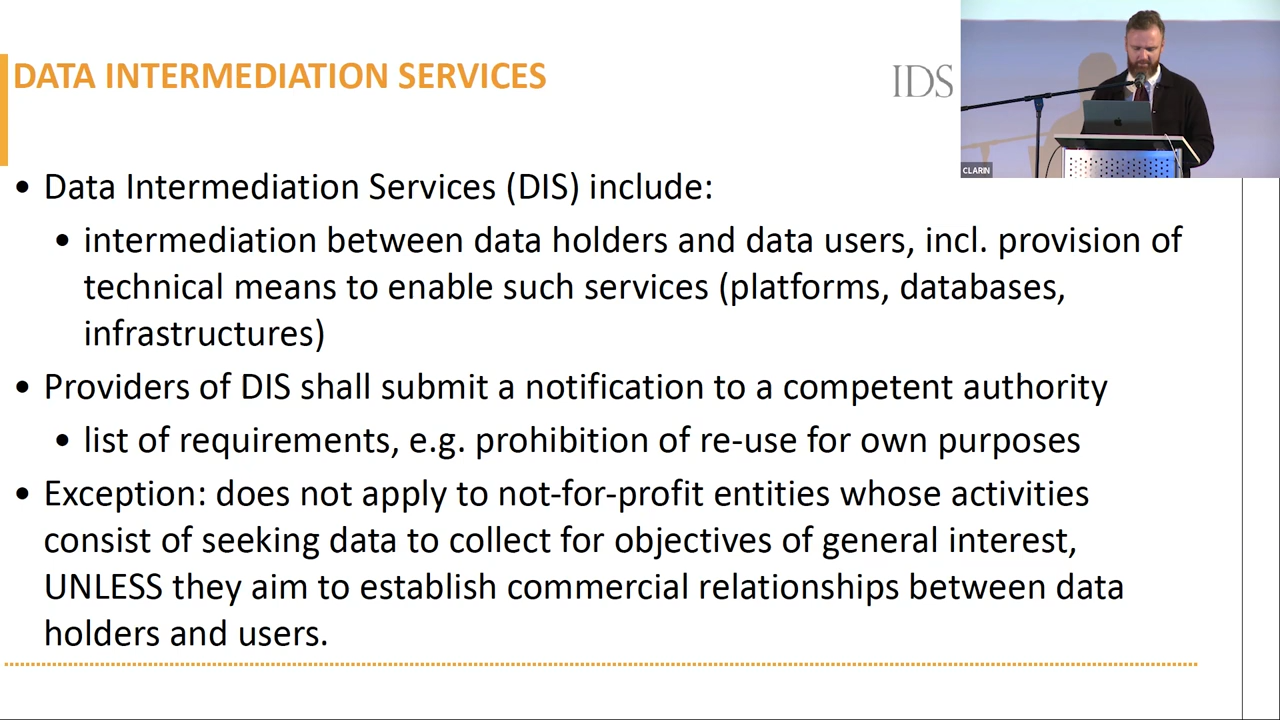 DATA INTERMEDIATION SERVICES
IDS
CLARIN
• Data Intermediation Services (DIS) include:
• intermediation between data holders and data users, incl. provision of
technical means to enable such services (platforms, databases,
infrastructures)
• Providers of DIS shall submit a notification to a competent authority
• list of requirements, e.g. prohibition of re-use for own purposes
• Exception: does not apply to not-for-profit entities whose activities
consist of seeking data to collect for objectives of general interest,
UNLESS they aim to establish commercial relationships between data
holders and users.